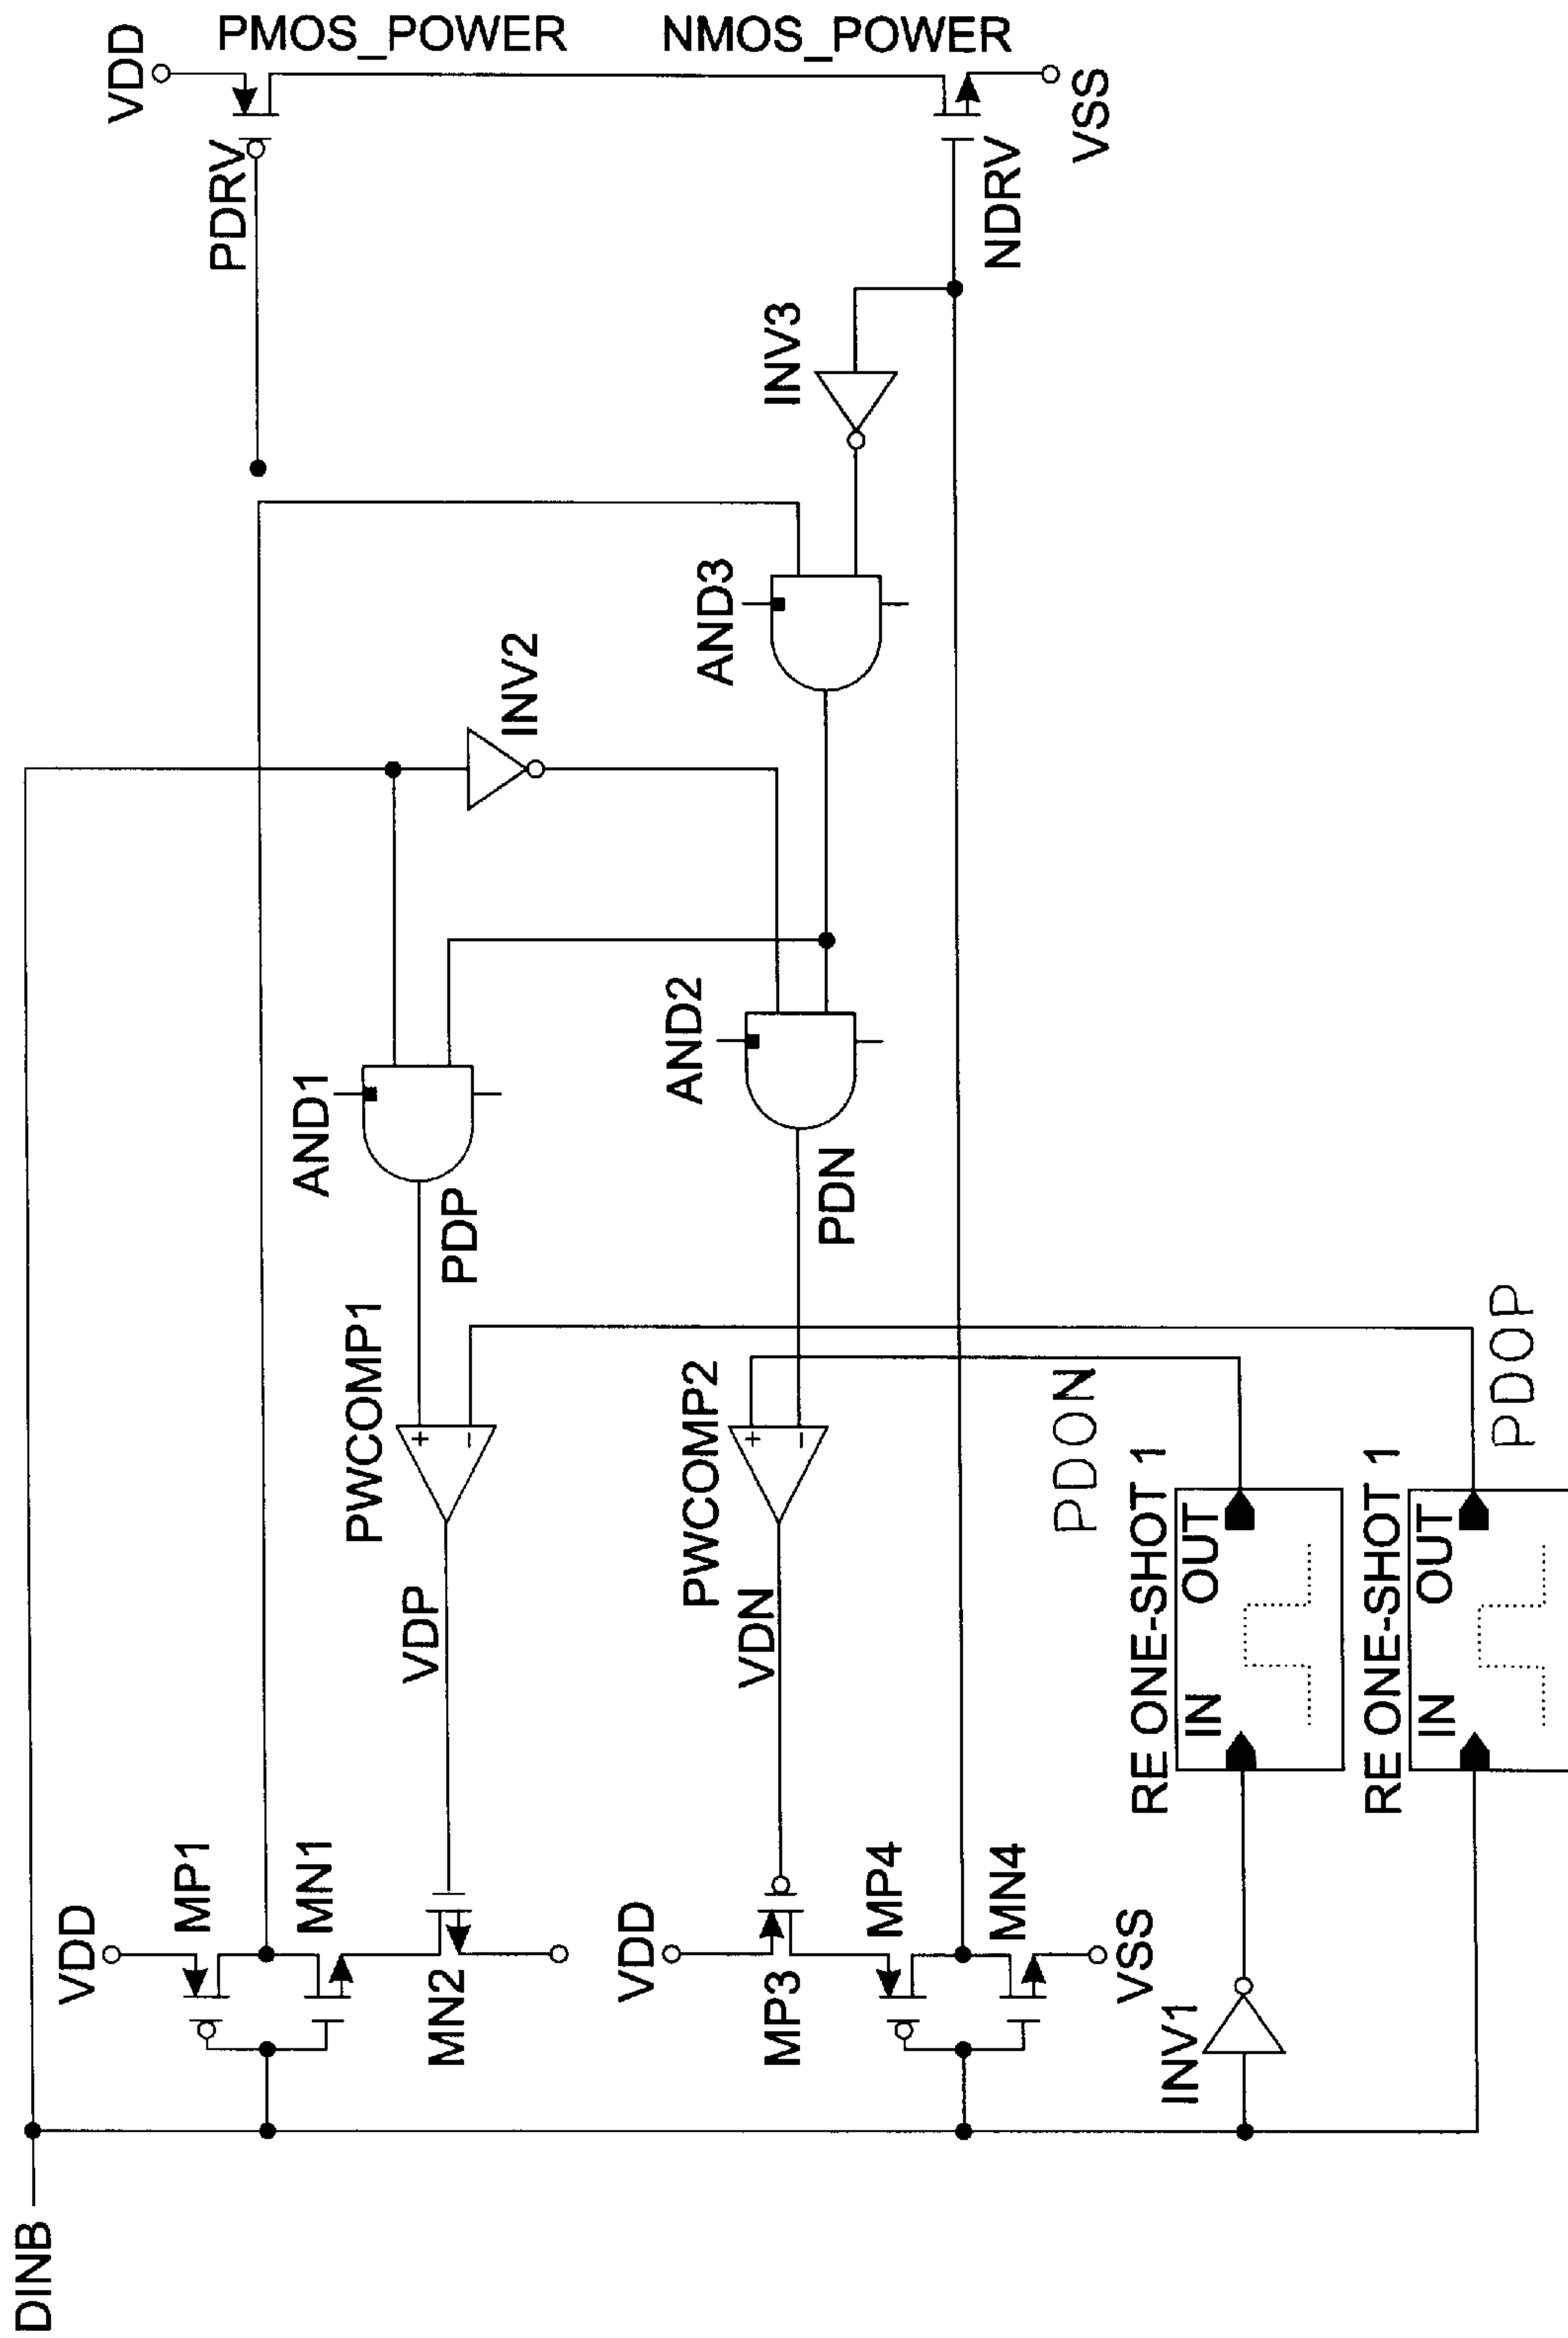 DINB
VDD
MP1
MN1
MN2
VDP
PWCOMP1
PDP
AND1
INV2
PDRV
VDD
PMOS_POWER
VDD
MP3
MP4
MN4
VSS
VDN
PWCOMP2
PDN
AND2
AND3
INV3
NDRV
NMOS_POWER
VSS
INV1
RE ONE-SHOT 1
IN
OUT
PDON
RE ONE-SHOT 1
IN
OUT
PDOP
+
−
+
−